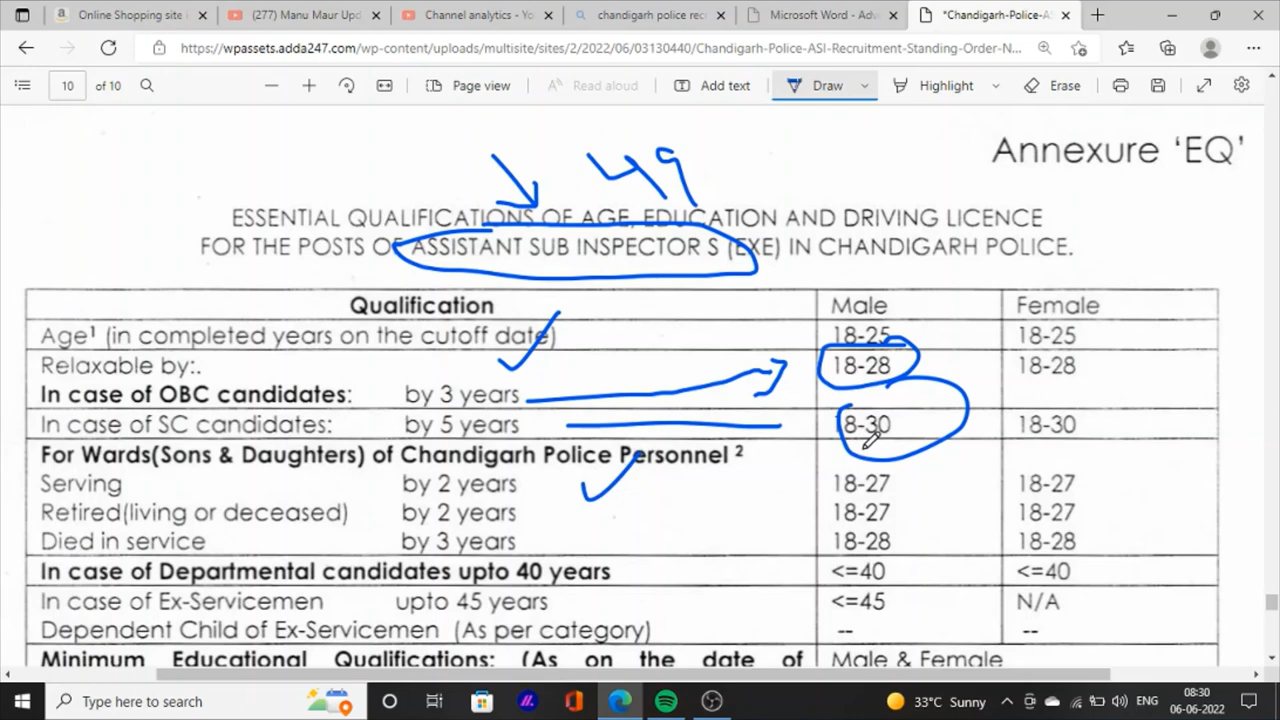 Online Shopping site i
(277) Manu Maur Upd
Channel analytics - Yo
chandigarh police rec
Microsoft Word - Adv
*Chandigarh-Police-AS
https://wpassets.adda247.com/wp-content/uploads/multisite/sites/2/2022/06/03130440/Chandigarh-Police-ASI-Recruitment-Standing-Order-N...
10 of 10 Page view Read aloud Add text Draw Highlight Erase
Annexure 'EQ'
49
ESSENTIAL QUALIFICATIONS OF AGE, EDUCATION AND DRIVING LICENCE
FOR THE POSTS OF ASSISTANT SUB INSPECTOR S (EXE) IN CHANDIGARH POLICE.
Qualification Male Female
Age¹ (in completed years on the cutoff date) 18-25 18-25
Relaxable by:. 18-28 18-28
In case of OBC candidates: by 3 years
In case of SC candidates: by 5 years 18-30 18-30
For Wards(Sons & Daughters) of Chandigarh Police Personnel ²
Serving by 2 years 18-27 18-27
Retired(living or deceased) by 2 years 18-27 18-27
Died in service by 3 years 18-28 18-28
In case of Departmental candidates upto 40 years <=40 <=40
In case of Ex-Servicemen upto 45 years <=45 N/A
Dependent Child of Ex-Servicemen (As per category) -- --
Minimum Educational Qualifications: (As on the date of Male & Female
Type here to search
33°C Sunny
ENG
08:30
06-06-2022